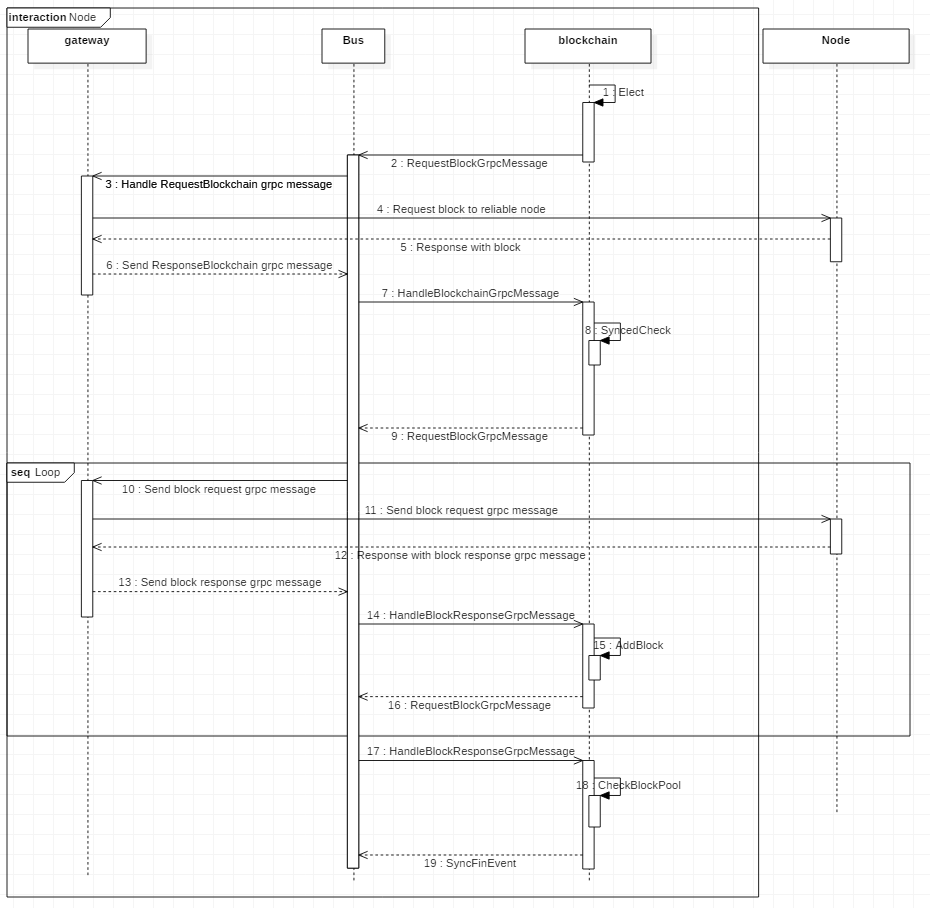 interaction Node
gateway
Bus
blockchain
Node
1 : Elect
2 : RequestBlockGrpcMessage
3 : Handle RequestBlockchain grpc message
4 : Request block to reliable node
5 : Response with block
6 : Send ResponseBlockchain grpc message
7 : HandleBlockchainGrpcMessage
8 : SyncedCheck
9 : RequestBlockGrpcMessage
seq Loop
10 : Send block request grpc message
11 : Send block request grpc message
12 : Response with block response grpc message
13 : Send block response grpc message
14 : HandleBlockResponseGrpcMessage
15 : AddBlock
16 : RequestBlockGrpcMessage
17 : HandleBlockResponseGrpcMessage
18 : CheckBlockPool
19 : SyncFinEvent